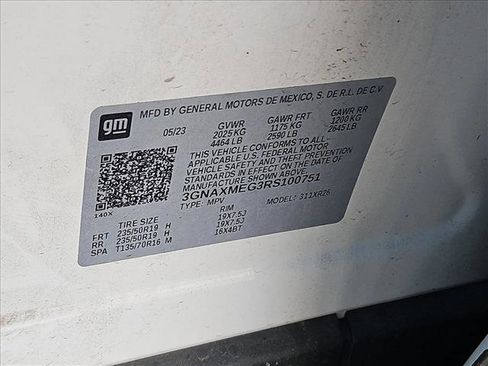 gm
MFD BY GENERAL MOTORS DE MEXICO, S. DE R.L. DE C.V.
05/23 GVWR GAWR FRT GAWR RR
2025 KG 1175 KG 1200 KG
4464 LB 2590 LB 2645 LB
THIS VEHICLE CONFORMS TO ALL
APPLICABLE U.S. FEDERAL MOTOR
VEHICLE SAFETY AND THEFT PREVENTION
STANDARDS IN EFFECT ON THE DATE OF
MANUFACTURE SHOWN ABOVE.
3GNAXMEG3RS100751
TYPE: MPV MODEL: 311XR26
140X
TIRE SIZE RIM
FRT 235/50R19 H 19X7.5J
RR 235/50R19 H 19X7.5J
SPA T135/70R16 M 16X4BT